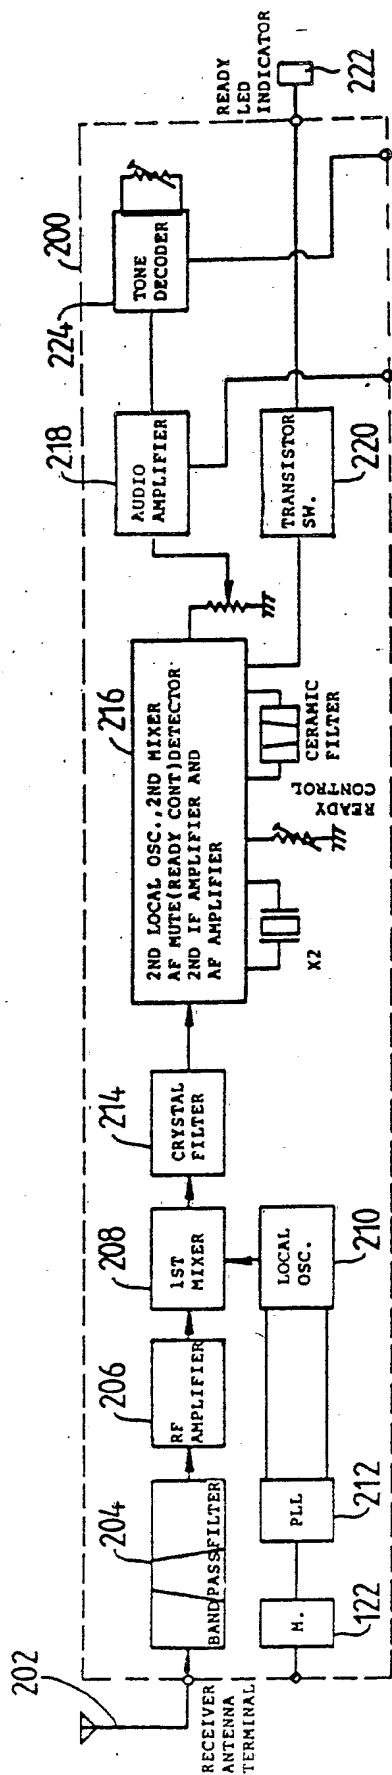 200
202
RECEIVER
ANTENNA
TERMINAL
204
BAND PASS FILTER
206
RF
AMPLIFIER
208
1ST
MIXER
214
CRYSTAL
FILTER
216
2ND LOCAL OSC.,2ND MIXER
AF MUTE(READY CONT)DETECTOR
2ND IF AMPLIFIER AND
AF AMPLIFIER
218
AUDIO
AMPLIFIER
224
TONE
DECODER
READY
LED
INDICATOR
222
M.
122
PLL
212
LOCAL
OSC.
210
X2
READY
CONTROL
CERAMIC
FILTER
TRANSISTOR
SW.
220